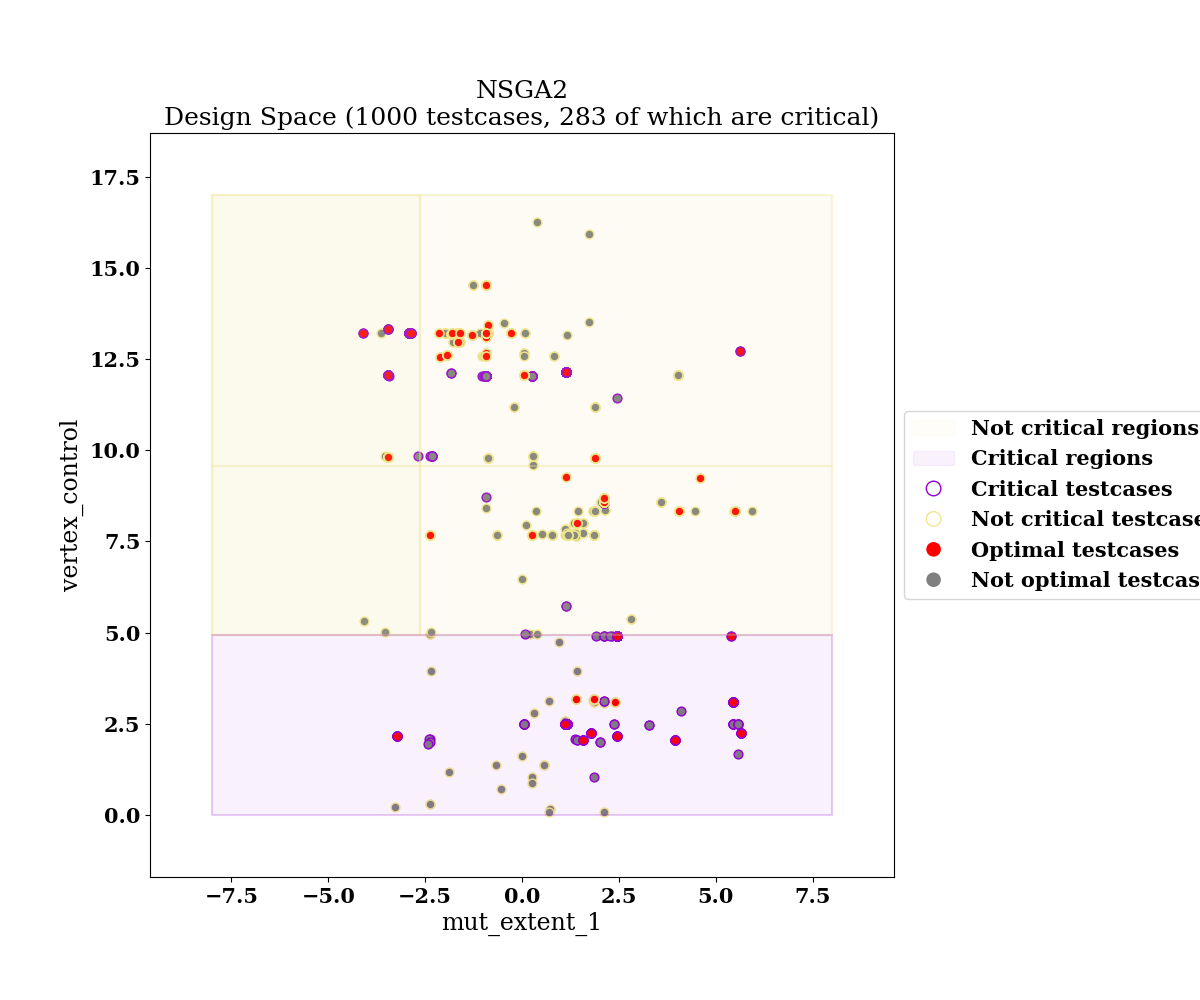 NSGA2
Design Space (1000 testcases, 283 of which are critical)
17.5
15.0
12.5
10.0
7.5
5.0
2.5
0.0
vertex_control
−7.5
−5.0
−2.5
0.0
2.5
5.0
7.5
mut_extent_1
Not critical regions
Critical regions
Critical testcases
Not critical testcase
Optimal testcases
Not optimal testcas